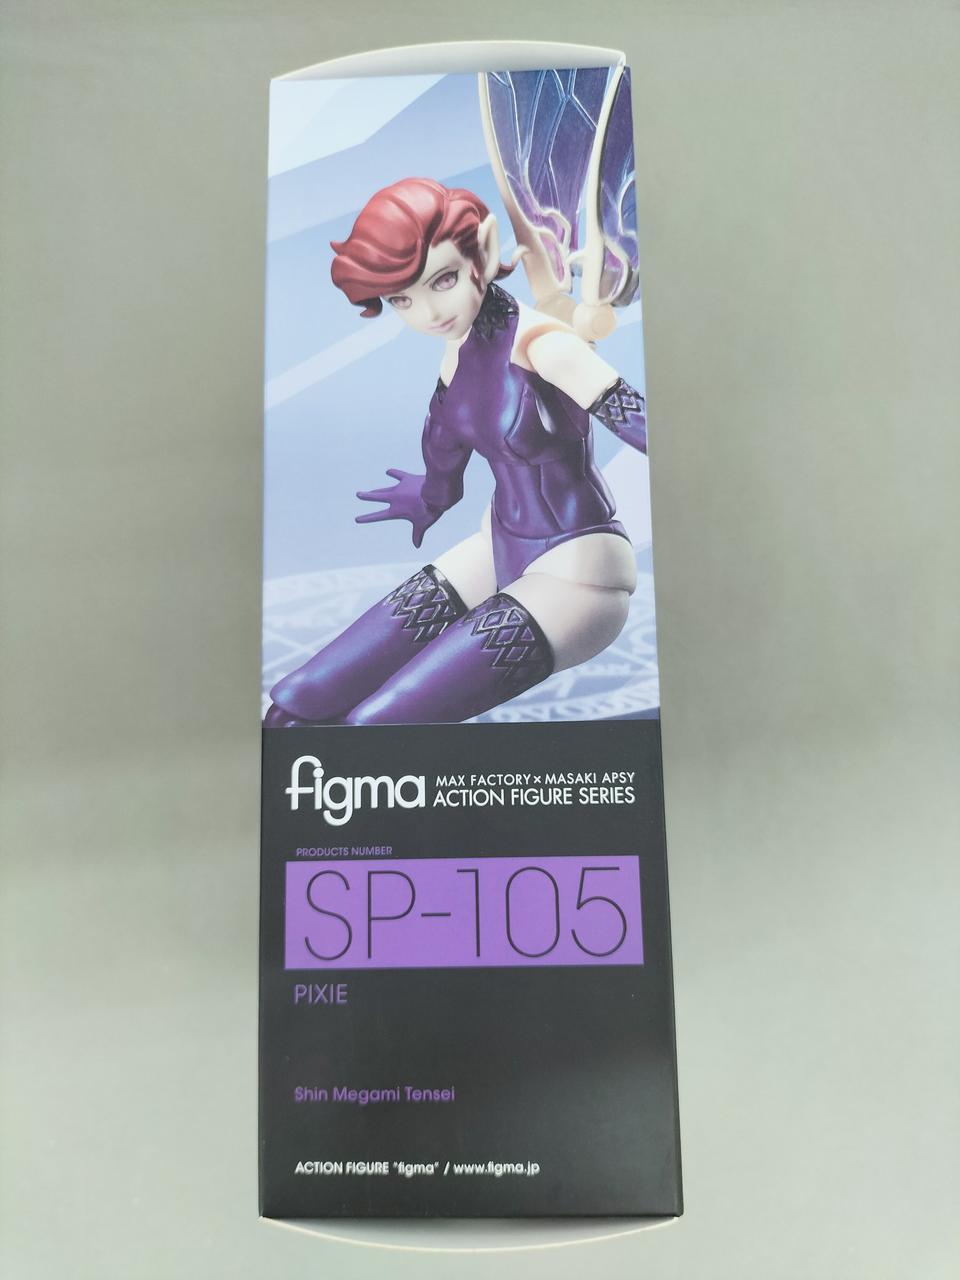 figma MAX FACTORY × MASAKI APSY
ACTION FIGURE SERIES
PRODUCTS NUMBER
SP-105
PIXIE
Shin Megami Tensei
ACTION FIGURE "figma" / www.figma.jp